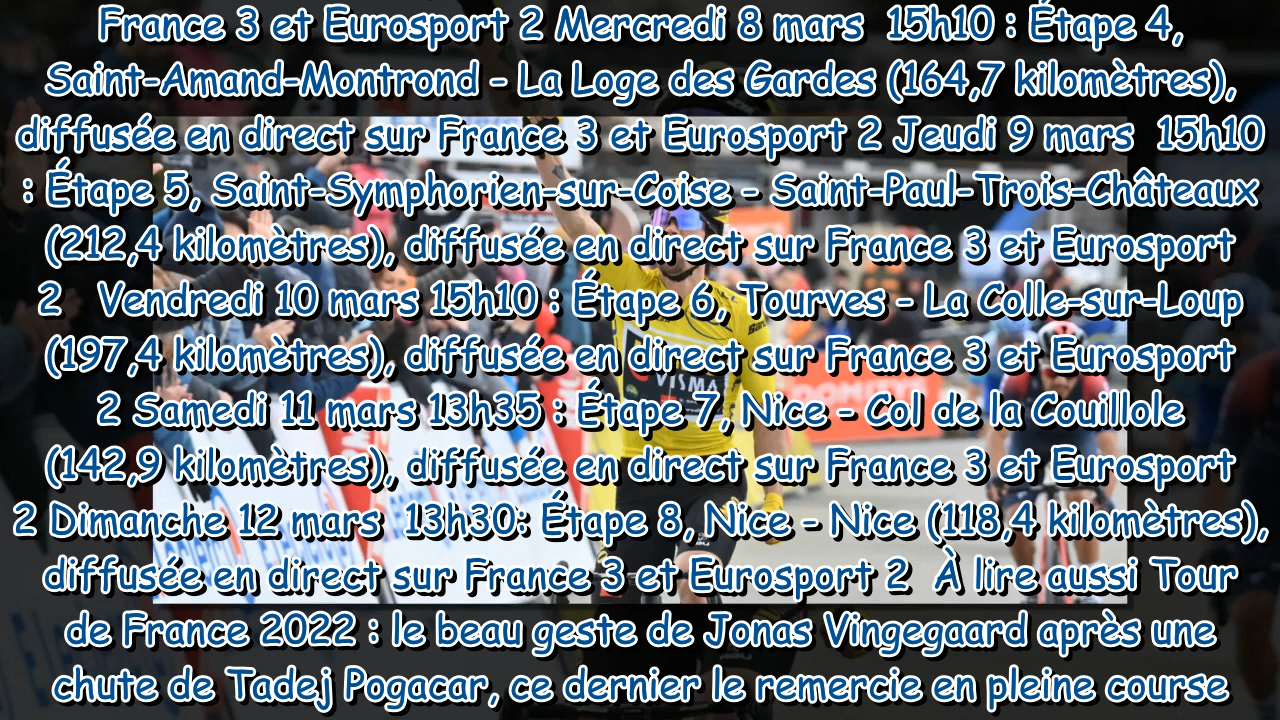 France 3 et Eurosport 2 Mercredi 8 mars  15h10 : Étape 4,
Saint-Amand-Montrond - La Loge des Gardes (164,7 kilomètres),
diffusée en direct sur France 3 et Eurosport 2 Jeudi 9 mars  15h10
: Étape 5, Saint-Symphorien-sur-Coise - Saint-Paul-Trois-Châteaux
(212,4 kilomètres), diffusée en direct sur France 3 et Eurosport
2   Vendredi 10 mars 15h10 : Étape 6, Tourves - La Colle-sur-Loup
(197,4 kilomètres), diffusée en direct sur France 3 et Eurosport
2 Samedi 11 mars 13h35 : Étape 7, Nice - Col de la Couillole
(142,9 kilomètres), diffusée en direct sur France 3 et Eurosport
2 Dimanche 12 mars  13h30: Étape 8, Nice - Nice (118,4 kilomètres),
diffusée en direct sur France 3 et Eurosport 2  À lire aussi Tour
de France 2022 : le beau geste de Jonas Vingegaard après une
chute de Tadej Pogacar, ce dernier le remercie en pleine course
VISMA